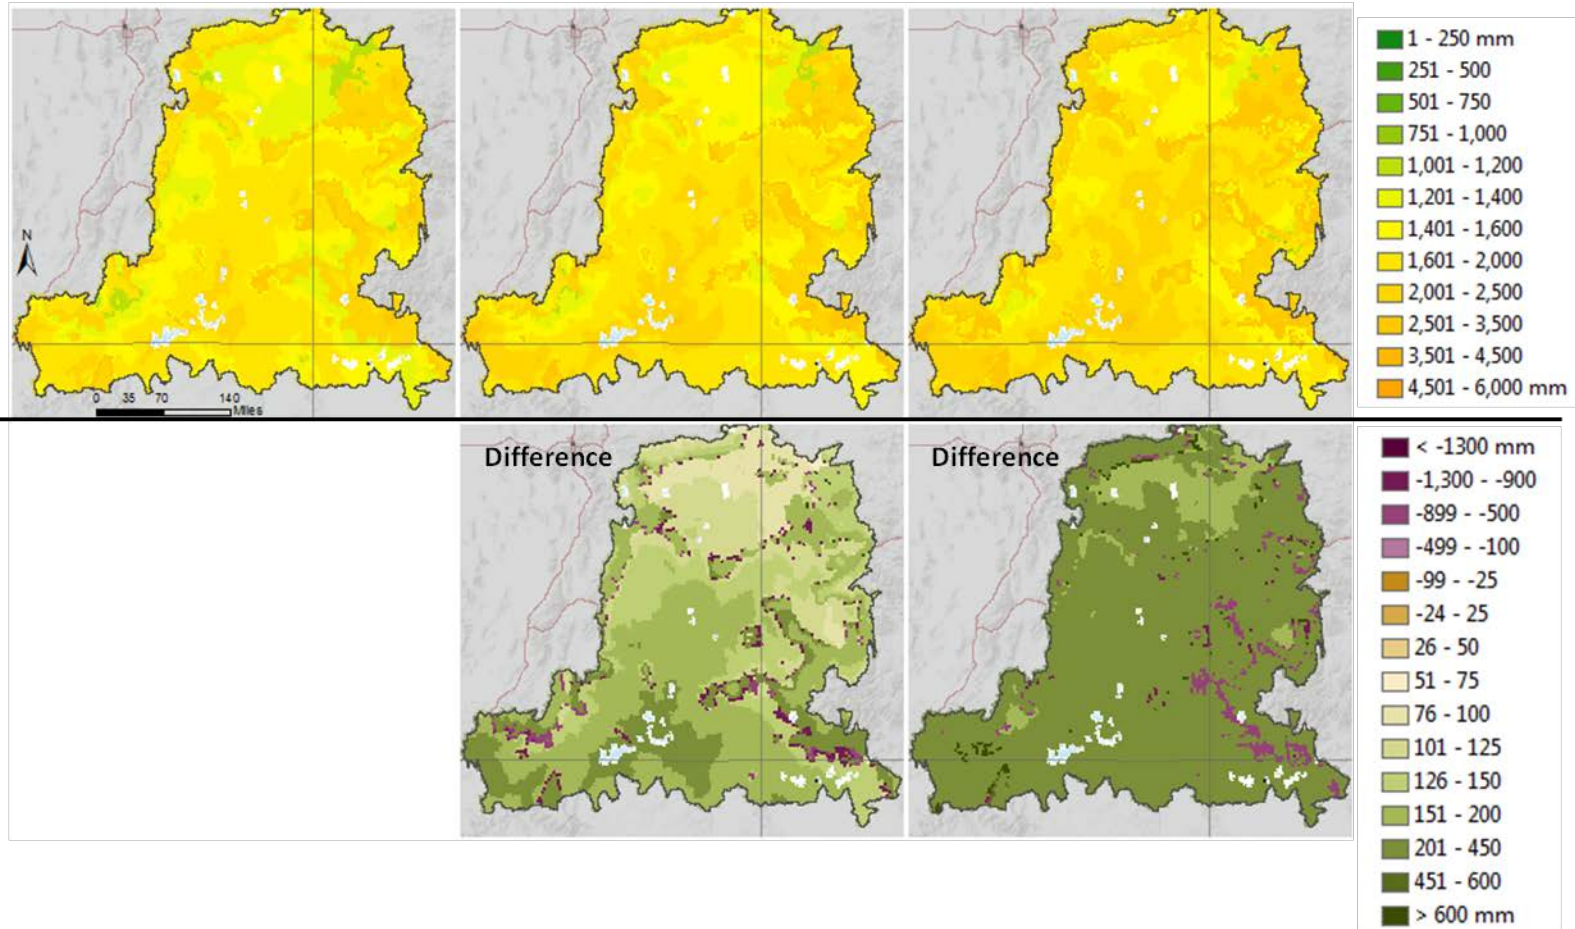 1 - 250 mm
251 - 500
501 - 750
751 - 1,000
1,001 - 1,200
1,201 - 1,400
1,401 - 1,600
1,601 - 2,000
2,001 - 2,500
2,501 - 3,500
3,501 - 4,500
4,501 - 6,000 mm
N
0 35 70 140
Miles
Difference
Difference
< -1300 mm
-1,300 - -900
-899 - -500
-499 - -100
-99 - -25
-24 - 25
26 - 50
51 - 75
76 - 100
101 - 125
126 - 150
151 - 200
201 - 450
451 - 600
> 600 mm